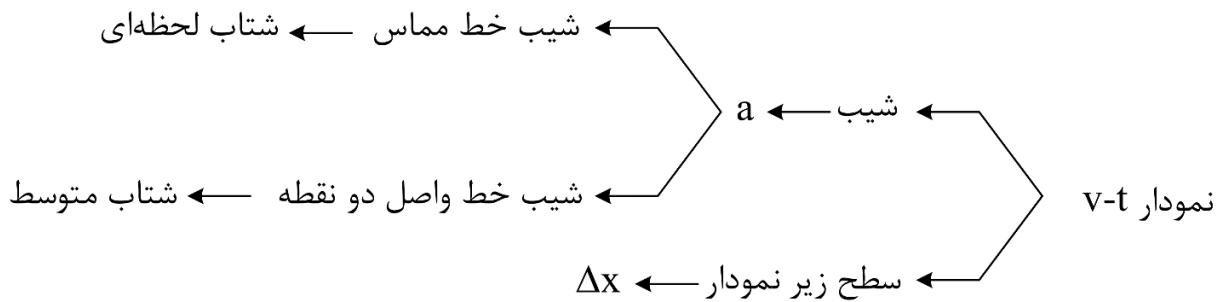 شیب خط مماس ← شتاب لحظه‌ای
شیب ← a
نمودار v-t
شیب خط واصل دو نقطه ← شتاب متوسط
سطح زیر نمودار ← Δx